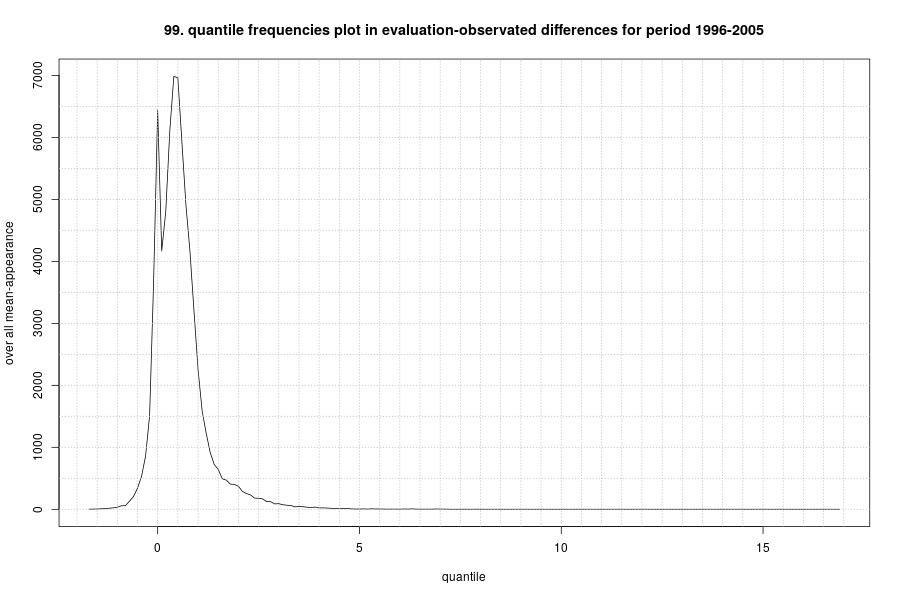 99. quantile frequencies plot in evaluation-observated differences for period 1996-2005
over all mean-appearance
7000
6000
5000
4000
3000
2000
1000
0
0 5 10 15
quantile